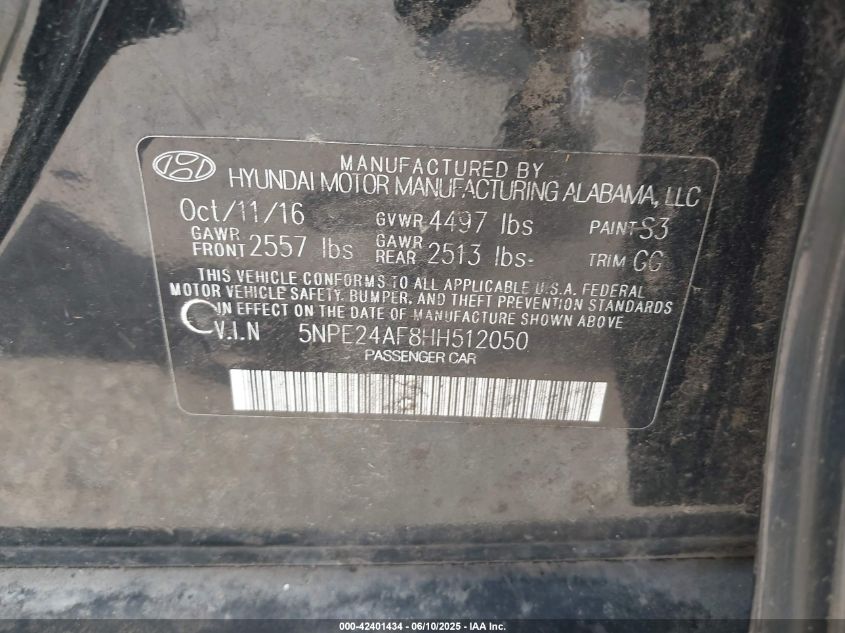 MANUFACTURED BY
HYUNDAI MOTOR MANUFACTURING ALABAMA, LLC
Oct/11/16 GVWR 4497 lbs PAINT S3
GAWR FRONT 2557 lbs GAWR REAR 2513 lbs TRIM GG
THIS VEHICLE CONFORMS TO ALL APPLICABLE U.S.A. FEDERAL
MOTOR VEHICLE SAFETY, BUMPER, AND THEFT PREVENTION STANDARDS
IN EFFECT ON THE DATE OF MANUFACTURE SHOWN ABOVE
V.I.N 5NPE24AF8HH512050
PASSENGER CAR
000-42401434 - 06/10/2025 - IAA Inc.